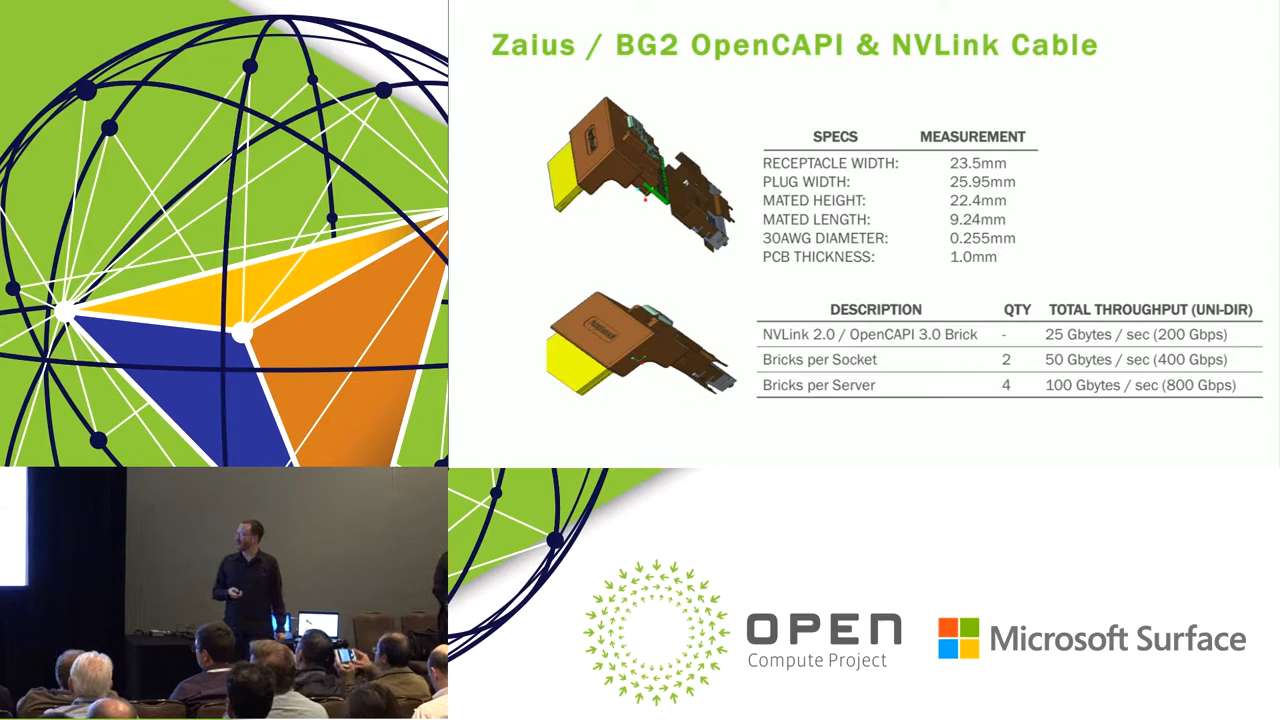 Zaius / BG2 OpenCAPI & NVLink Cable
SPECS MEASUREMENT
RECEPTACLE WIDTH: 23.5mm
PLUG WIDTH: 25.95mm
MATED HEIGHT: 22.4mm
MATED LENGTH: 9.24mm
30AWG DIAMETER: 0.255mm
PCB THICKNESS: 1.0mm
DESCRIPTION QTY TOTAL THROUGHPUT (UNI-DIR)
NVLink 2.0 / OpenCAPI 3.0 Brick - 25 Gbytes / sec (200 Gbps)
Bricks per Socket 2 50 Gbytes / sec (400 Gbps)
Bricks per Server 4 100 Gbytes / sec (800 Gbps)
OPEN
Compute Project
Microsoft Surface